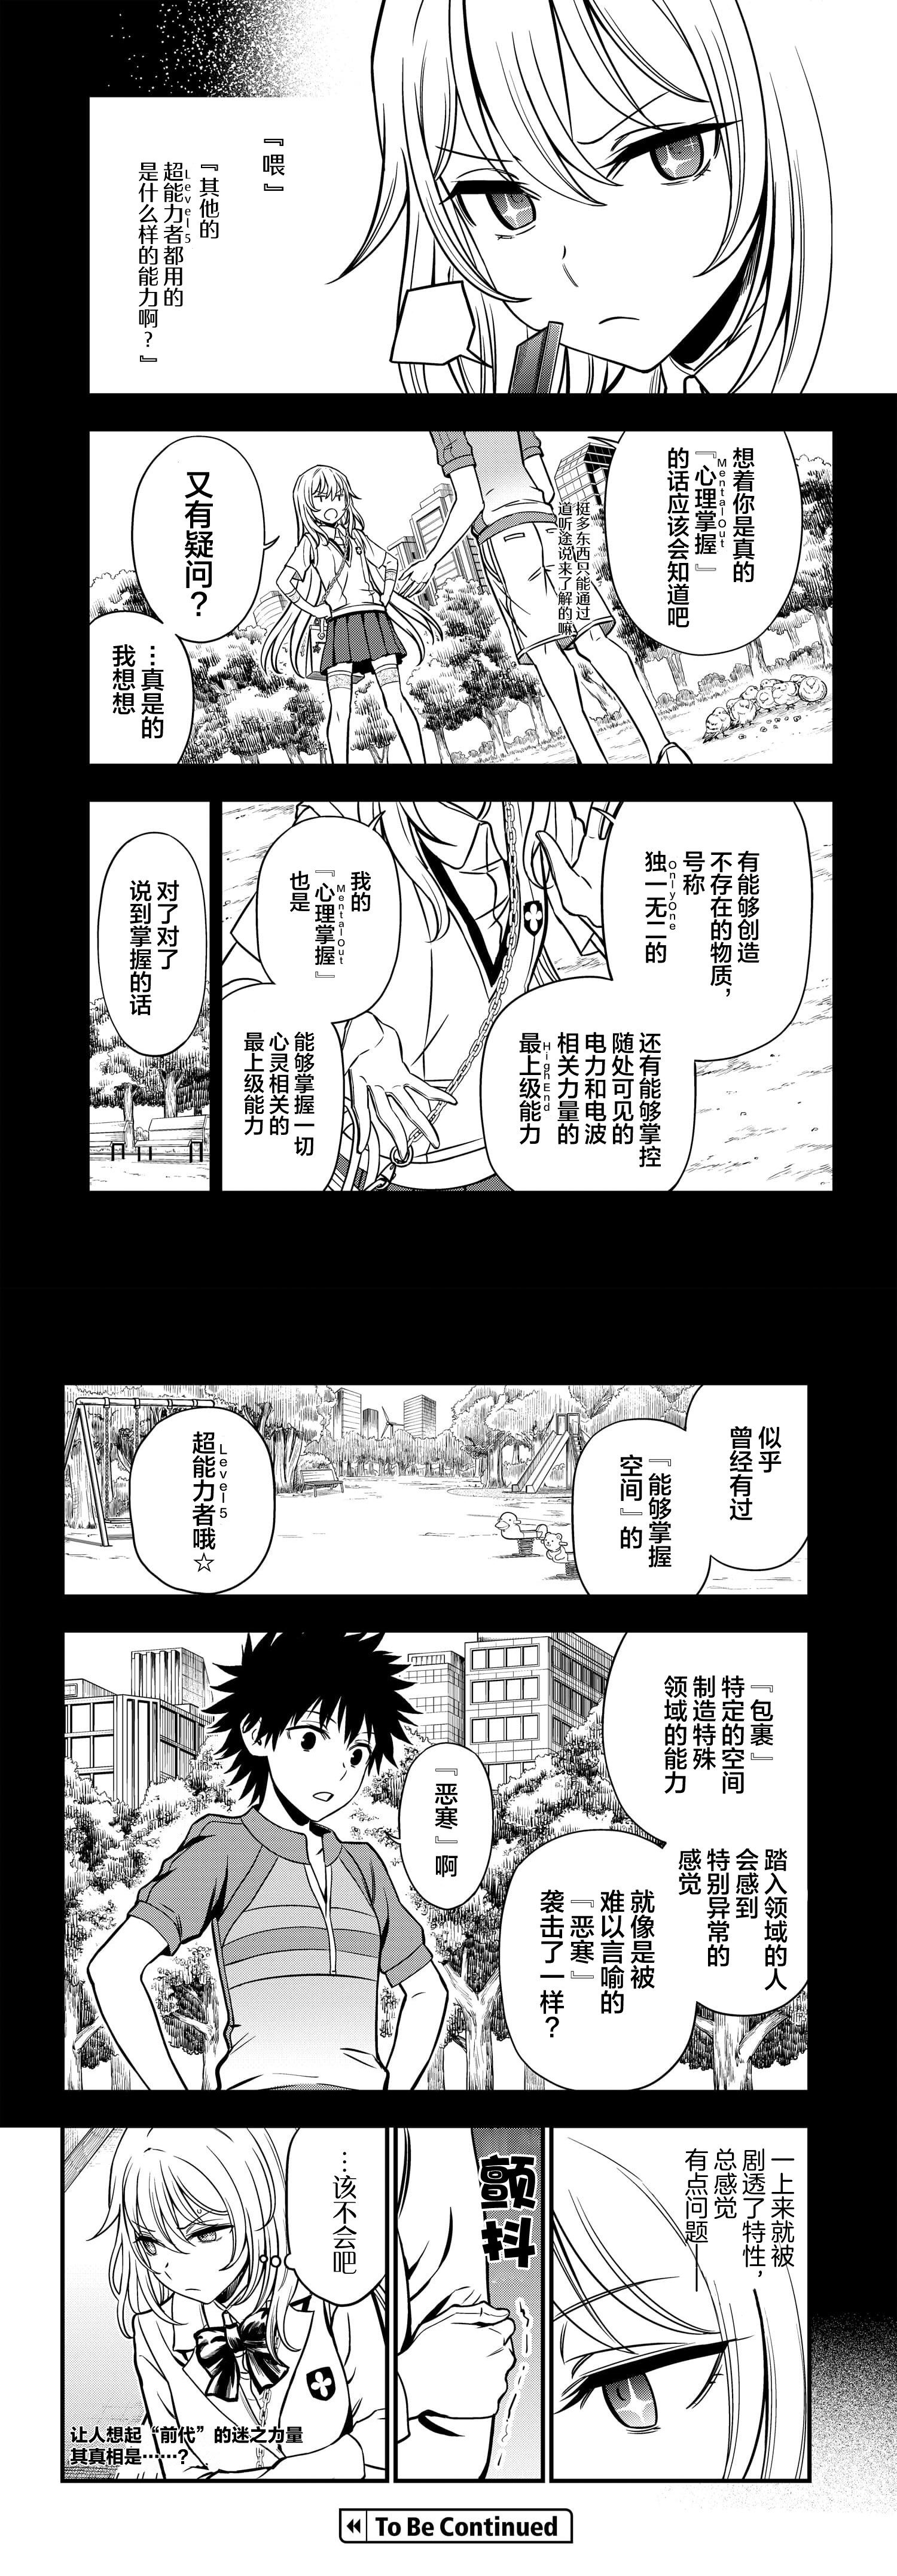 『喂』
『其他的
超能力者都用的
Level5
是什么样的能力啊？』
想着你是真的
『心理掌握』
MentalOut
的话应该会知道吧
挺多东西只能通过
道听途说来了解的嘛
又有疑问？
…真是的
我想想
有能够创造
不存在的物质，
号称
独一无二的
OnlyOne
还有能够掌控
随处可见的
电力和电波
相关力量的
最上级能力
HighEnd
我的
『心理掌握』
MentalOut
也是
能够掌握一切
心灵相关的
最上级能力
对了对了
说到掌握的话
似乎
曾经有过
『能够掌握
空间』的
超能力者哦☆
Level5
『包裹』
特定的空间
制造特殊
领域的能力
踏入领域的人
会感到
特别异常的
感觉
就像是被
难以言喻的
『恶寒』
袭击了一样？
『恶寒』啊
一上来就被
剧透了特性，
总感觉
有点问题—
颤抖
…该不会吧
让人想起“前代”的迷之力量
其真相是……？
To Be Continued